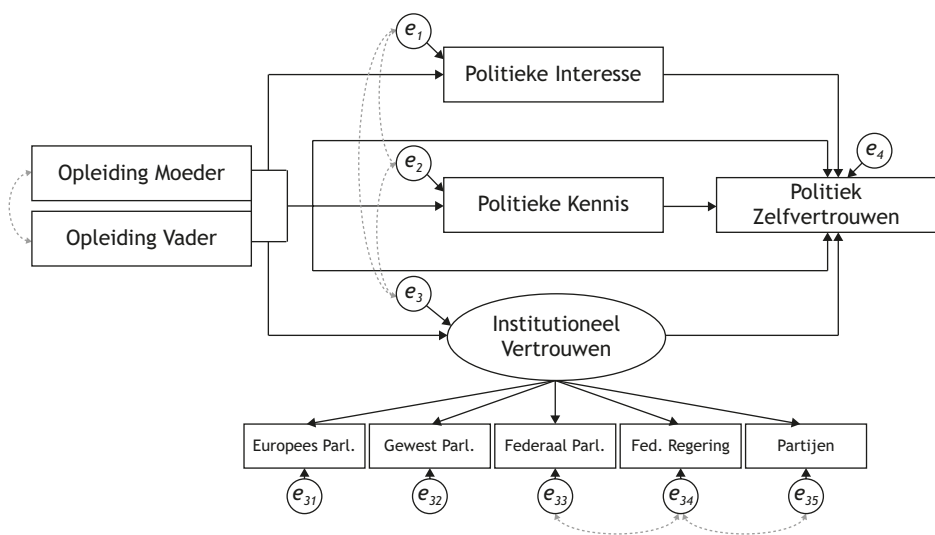 e1
Politieke Interesse
e4
Opleiding Moeder
e2
Politieke Kennis
Politiek
Zelfvertrouwen
Opleiding Vader
e3
Institutioneel
Vertrouwen
Europees Parl.
Gewest Parl.
Federaal Parl.
Fed. Regering
Partijen
e31
e32
e33
e34
e35